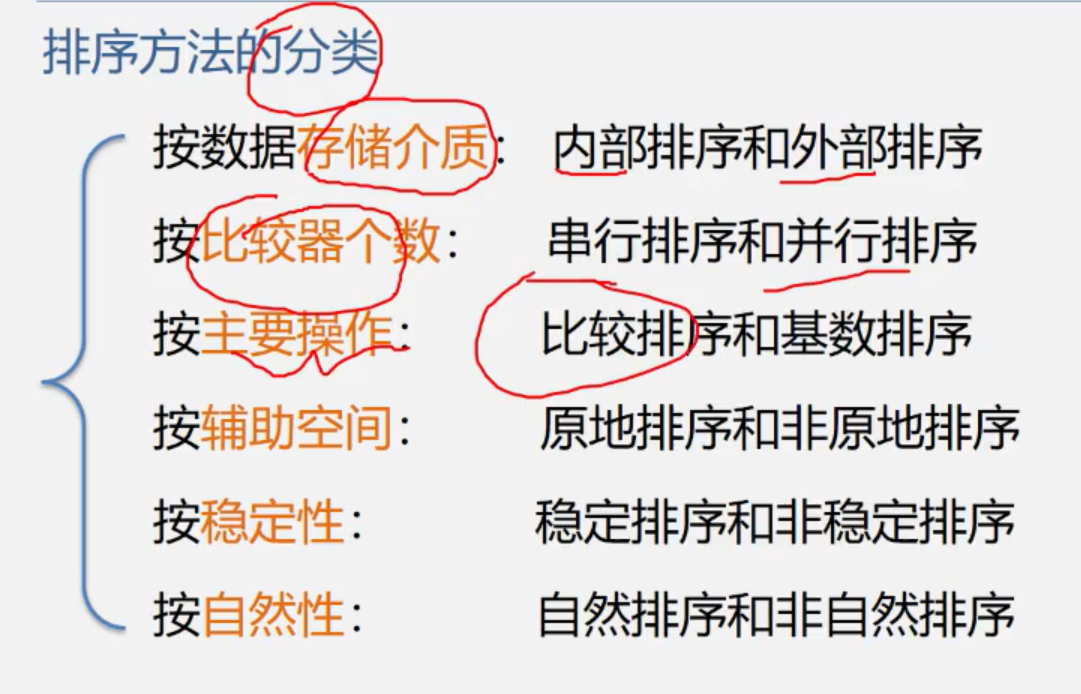 排序方法的分类
按数据存储介质： 内部排序和外部排序
按比较器个数： 串行排序和并行排序
按主要操作： 比较排序和基数排序
按辅助空间： 原地排序和非原地排序
按稳定性： 稳定排序和非稳定排序
按自然性： 自然排序和非自然排序